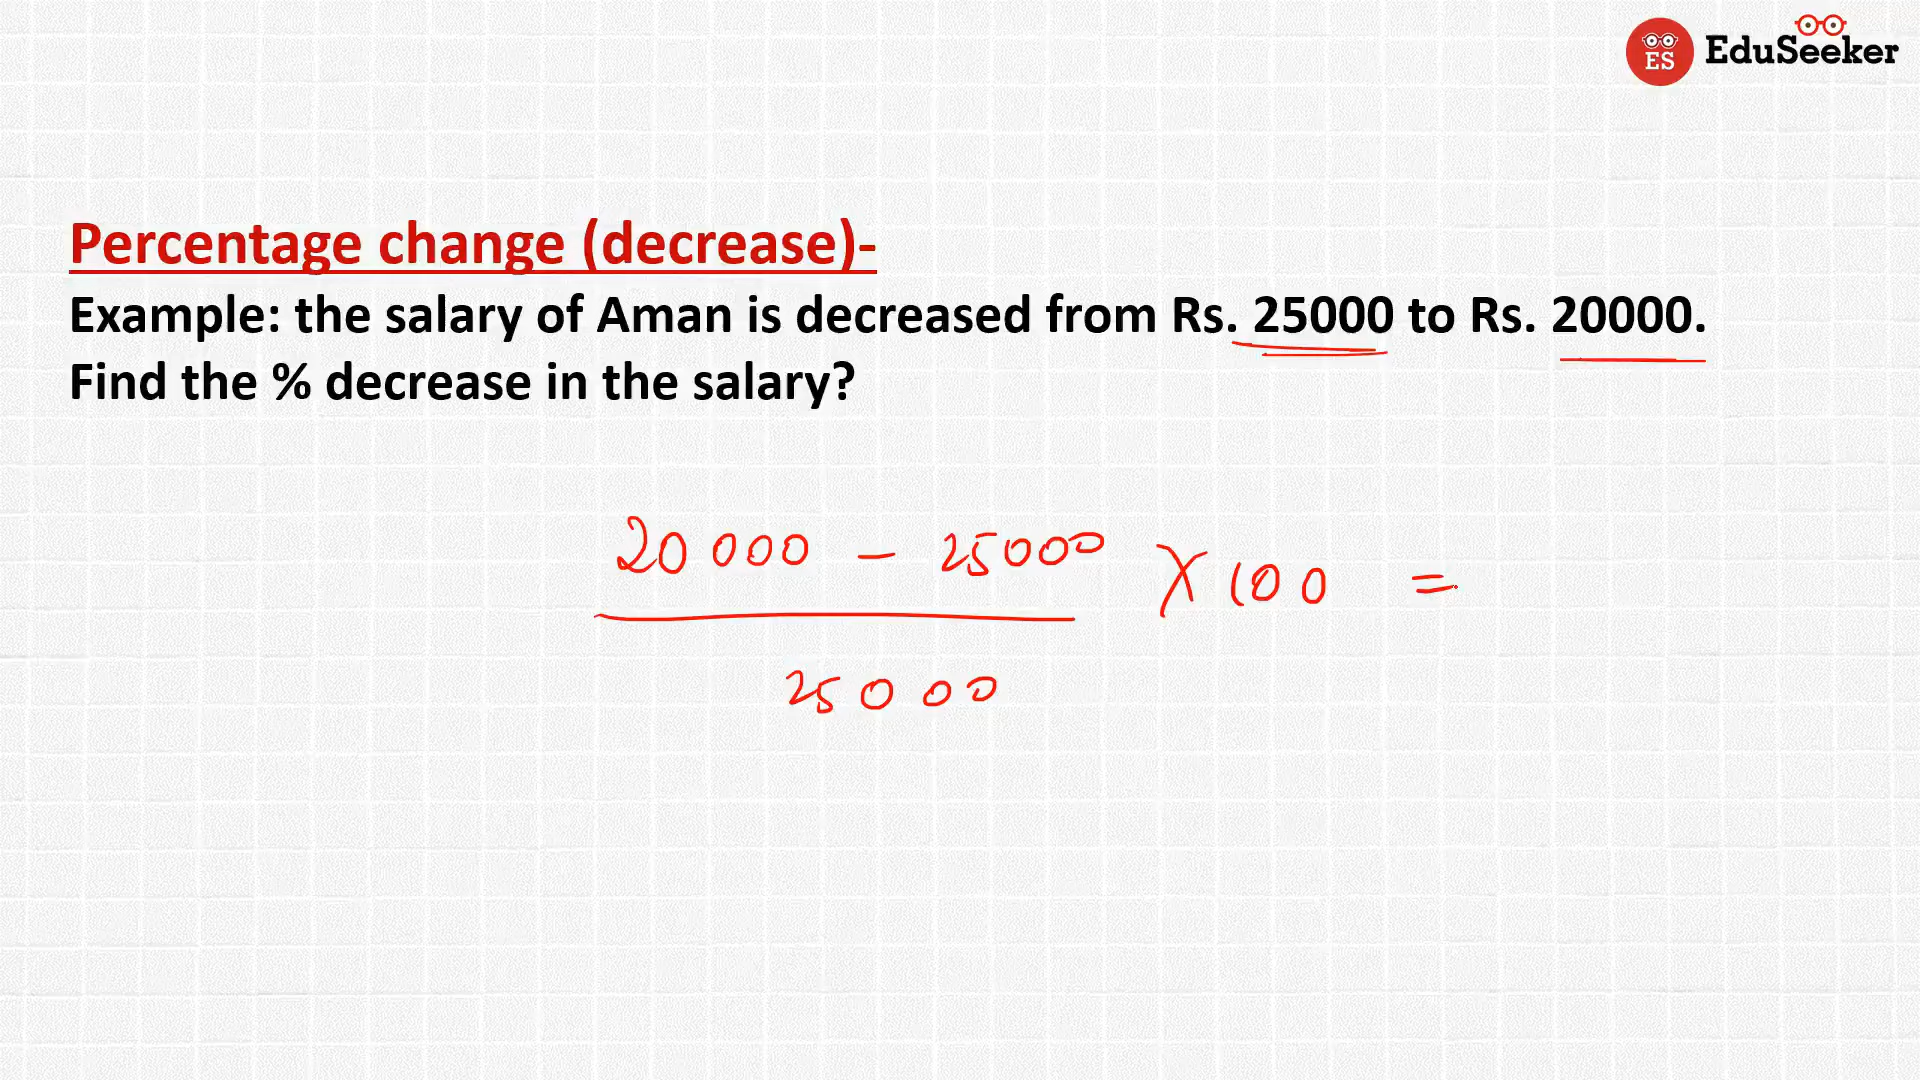 ES EduSeeker
Percentage change (decrease)-
Example: the salary of Aman is decreased from Rs. 25000 to Rs. 20000.
Find the % decrease in the salary?
20000 - 25000 X 100 =
25000